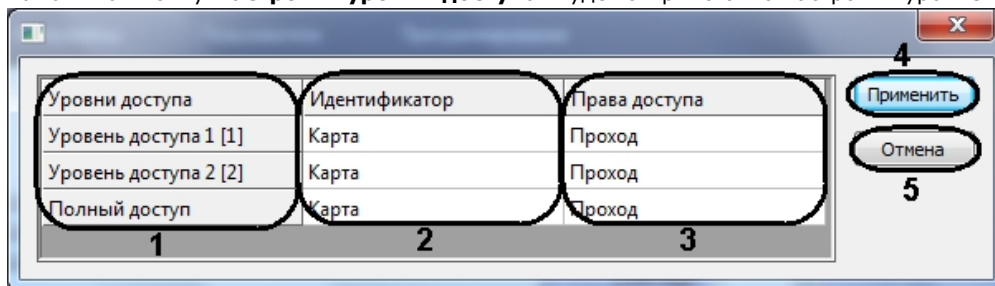 Уровни доступа Идентификатор Права доступа
Уровень доступа 1 [1] Карта Проход
Уровень доступа 2 [2] Карта Проход
Полный доступ Карта Проход
1 2 3
4
Применить
Отмена
5